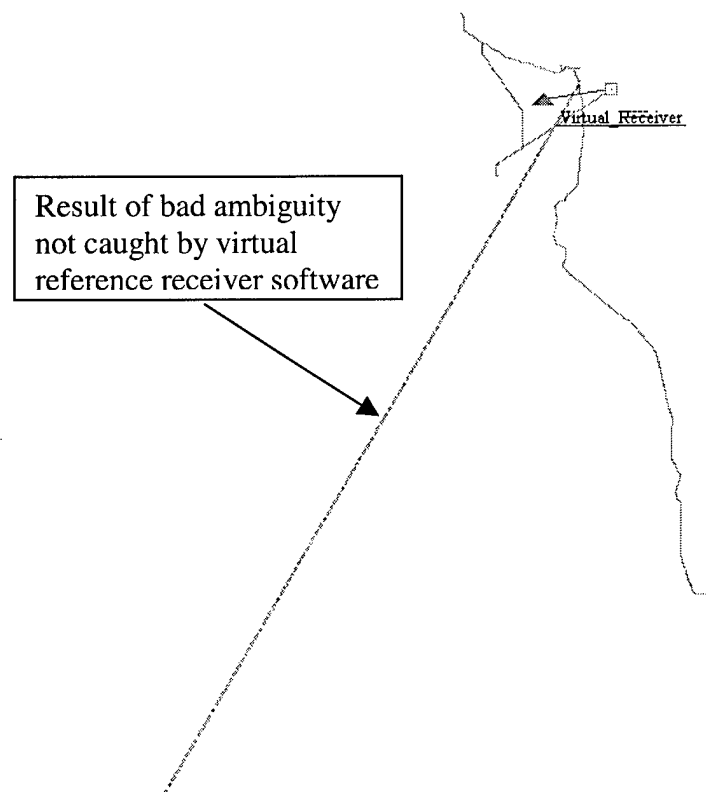 Virtual_Receiver
Result of bad ambiguity
not caught by virtual
reference receiver software